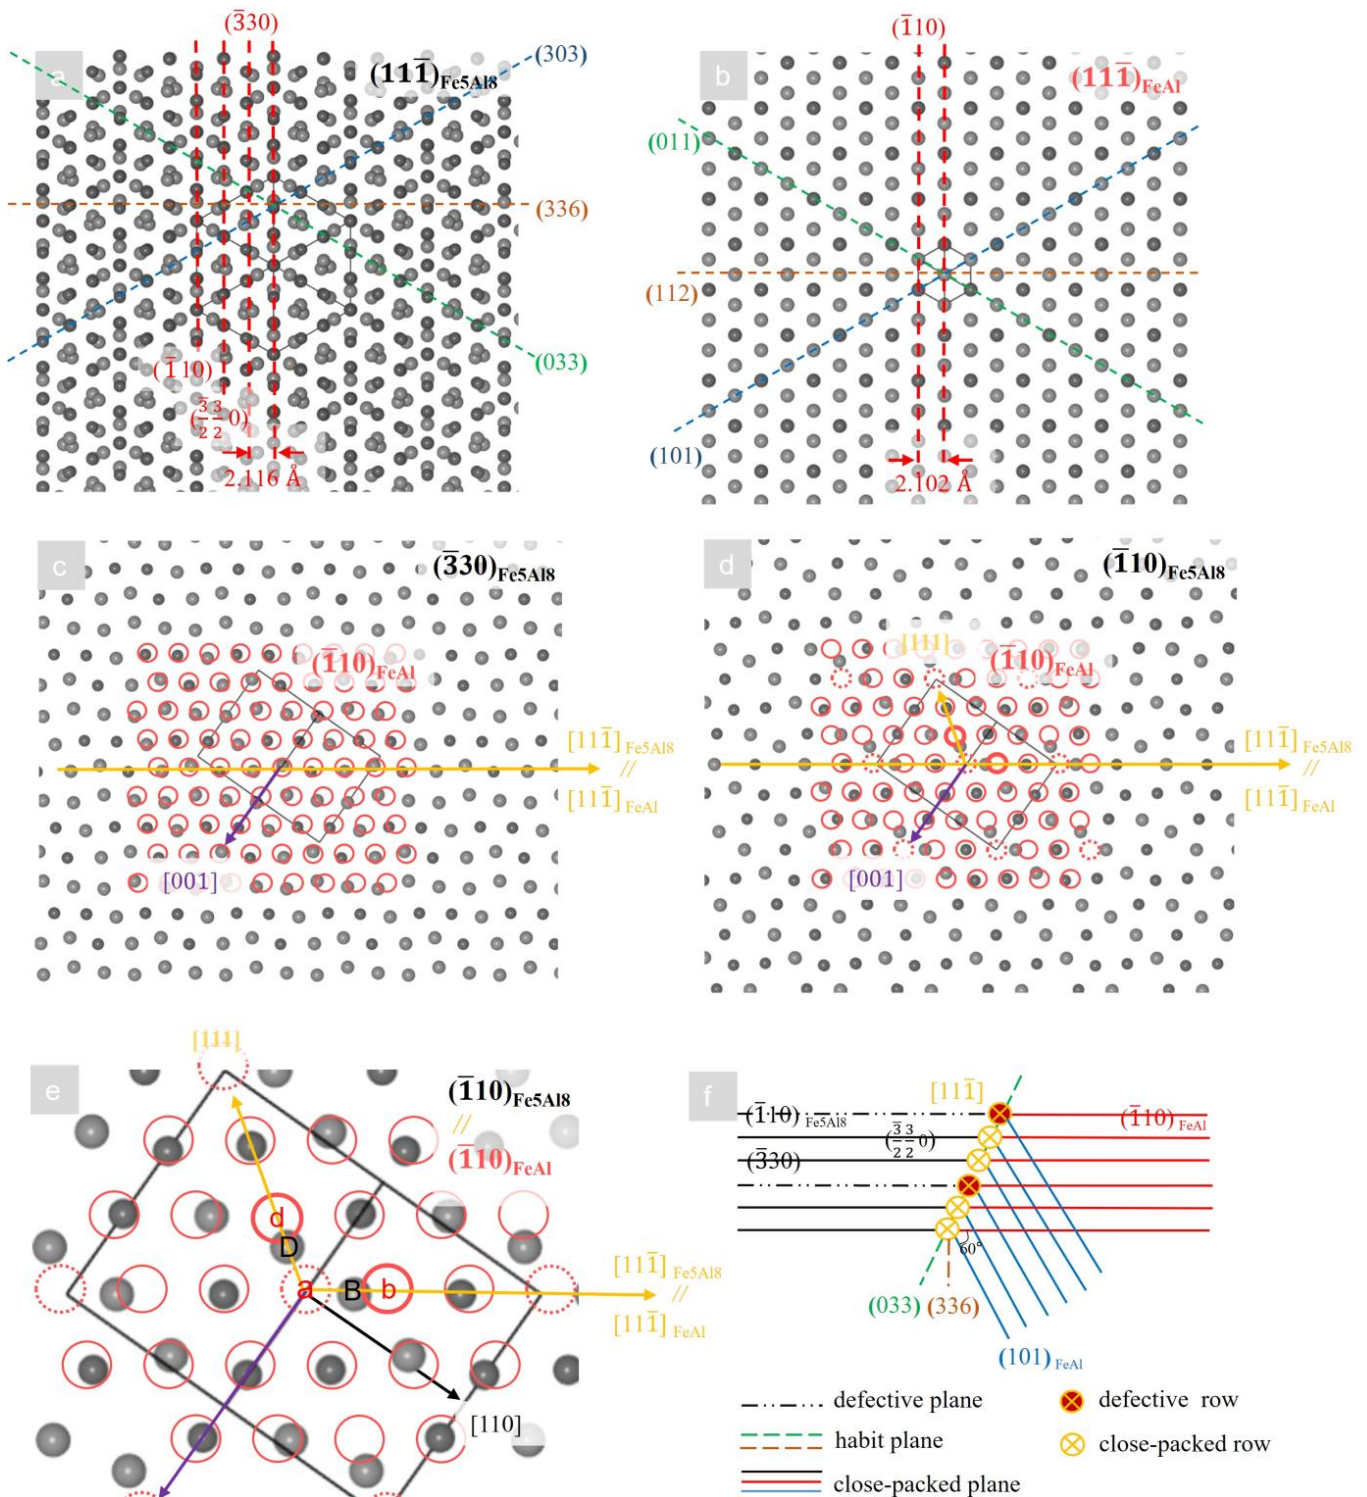 (3̅30)
a
(111̅)Fe5Al8
(303)
(336)
(033)
(1̅10)
(3̅/2 3/2 0)
2.116 Å
(1̅10)
b
(111̅)FeAl
(011)
(112)
(101)
2.102 Å
c
(3̅30)Fe5Al8
(1̅10)FeAl
[111̅]Fe5Al8
//
[111̅]FeAl
[001]
d
(1̅10)Fe5Al8
[111]
(1̅10)FeAl
[111̅]Fe5Al8
//
[111̅]FeAl
[001]
[111]
e
(1̅10)Fe5Al8
//
(1̅10)FeAl
d
D
a
B
b
[111̅]Fe5Al8
//
[111̅]FeAl
[110]
f
[111̅]
(1̅10)Fe5Al8
(3̅/2 3/2 0)
(1̅10)FeAl
(3̅30)
60°
(033)
(336)
(101)FeAl
defective plane
defective row
habit plane
close-packed row
close-packed plane